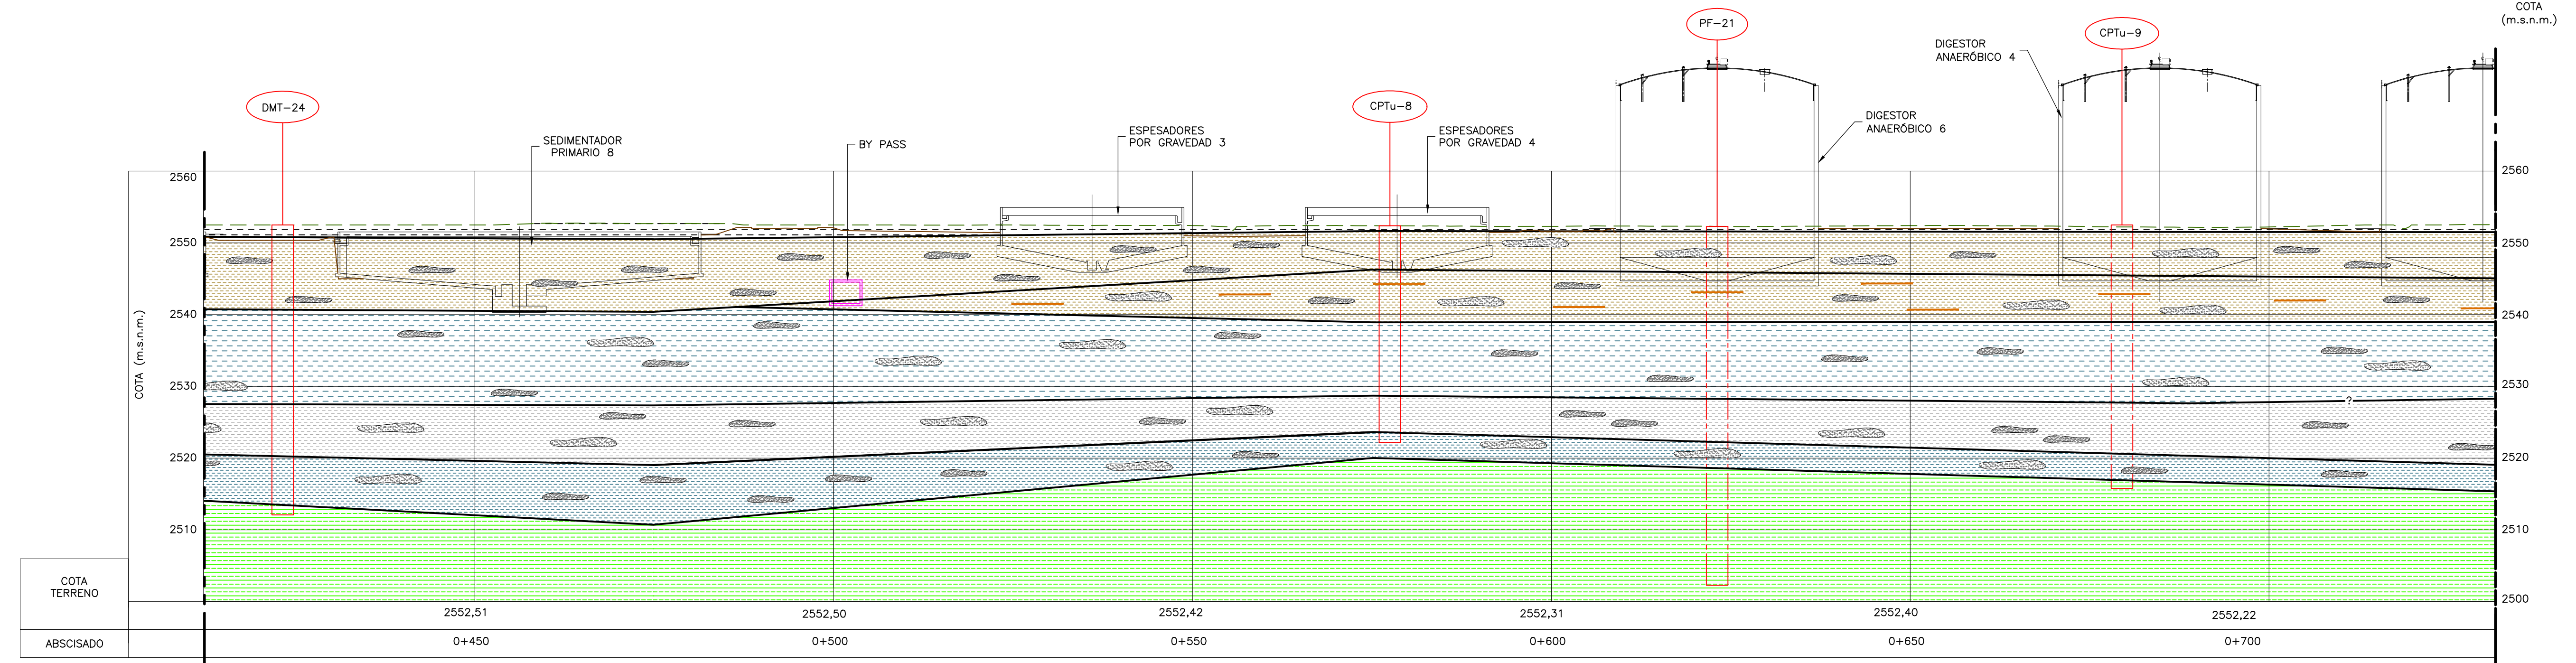 COTA
(m.s.n.m.)
PF-21
CPTu-9
DIGESTOR
ANAERÓBICO 4
DMT-24
CPTu-8
DIGESTOR
ANAERÓBICO 6
SEDIMENTADOR
PRIMARIO 8
BY PASS
ESPESADORES
POR GRAVEDAD 3
ESPESADORES
POR GRAVEDAD 4
2560
2560
2550
2550
2540
2540
COTA (m.s.n.m.)
2530
2530
?
2520
2520
2510
2510
2500
COTA
TERRENO
2552,51
2552,50
2552,42
2552,31
2552,40
2552,22
ABSCISADO
0+450
0+500
0+550
0+600
0+650
0+700